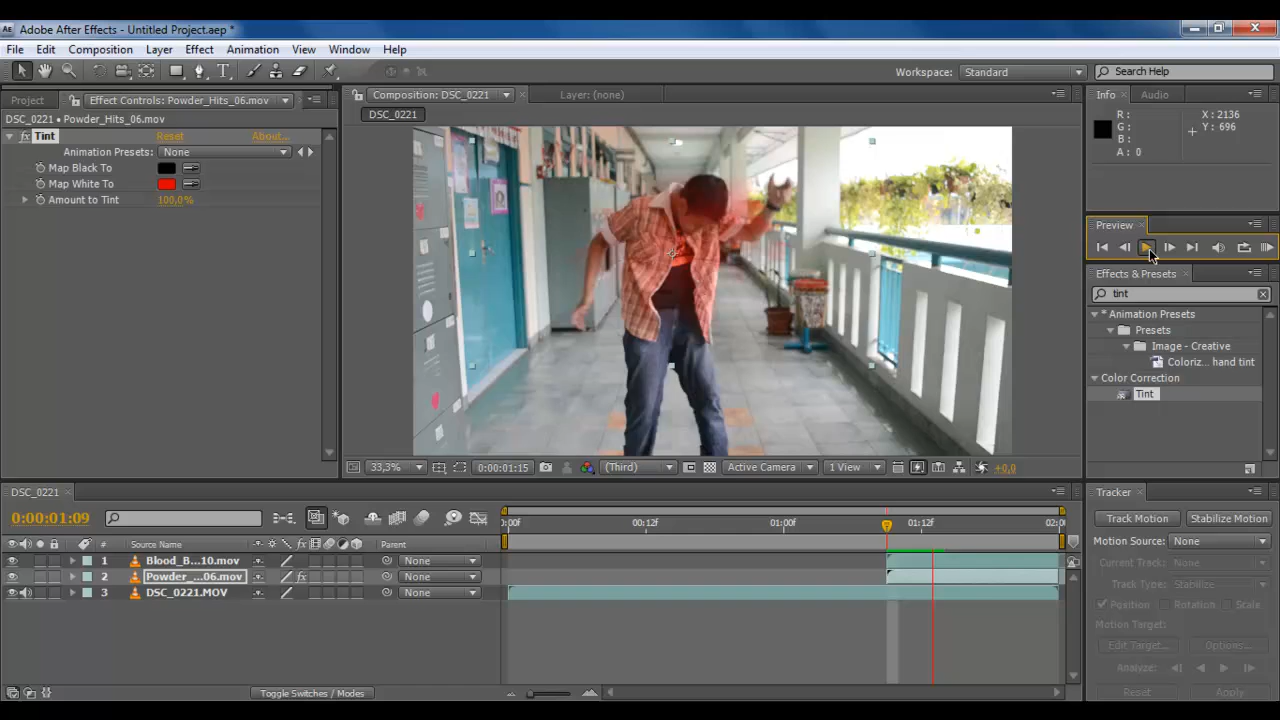 Adobe After Effects - Untitled Project.aep *
File Edit Composition Layer Effect Animation View Window Help
Workspace: Standard Search Help
Project Effect Controls: Powder_Hits_06.mov
DSC_0221 • Powder_Hits_06.mov
fx Tint Reset About...
Animation Presets: None
Map Black To
Map White To
Amount to Tint 100,0%
Composition: DSC_0221 Layer: (none)
DSC_0221
33,3% 0:00:01:15 (Third) Active Camera 1 View +0,0
Info Audio
R: X: 2136
G: Y: 696
B:
A: 0
Preview
Effects & Presets
tint
* Animation Presets
Presets
Image - Creative
Coloriz... hand tint
Color Correction
Tint
DSC_0221
0:00:01:09
:00f 00:12f 01:00f 01:12f 02:0
# Source Name Parent
1 Blood_B...10.mov None
2 Powder_...06.mov fx None
3 DSC_0221.MOV None
Toggle Switches / Modes
Tracker
Track Motion Stabilize Motion
Motion Source: None
Current Track: None
Track Type: Stabilize
Position Rotation Scale
Motion Target:
Edit Target... Options...
Analyze:
Reset Apply